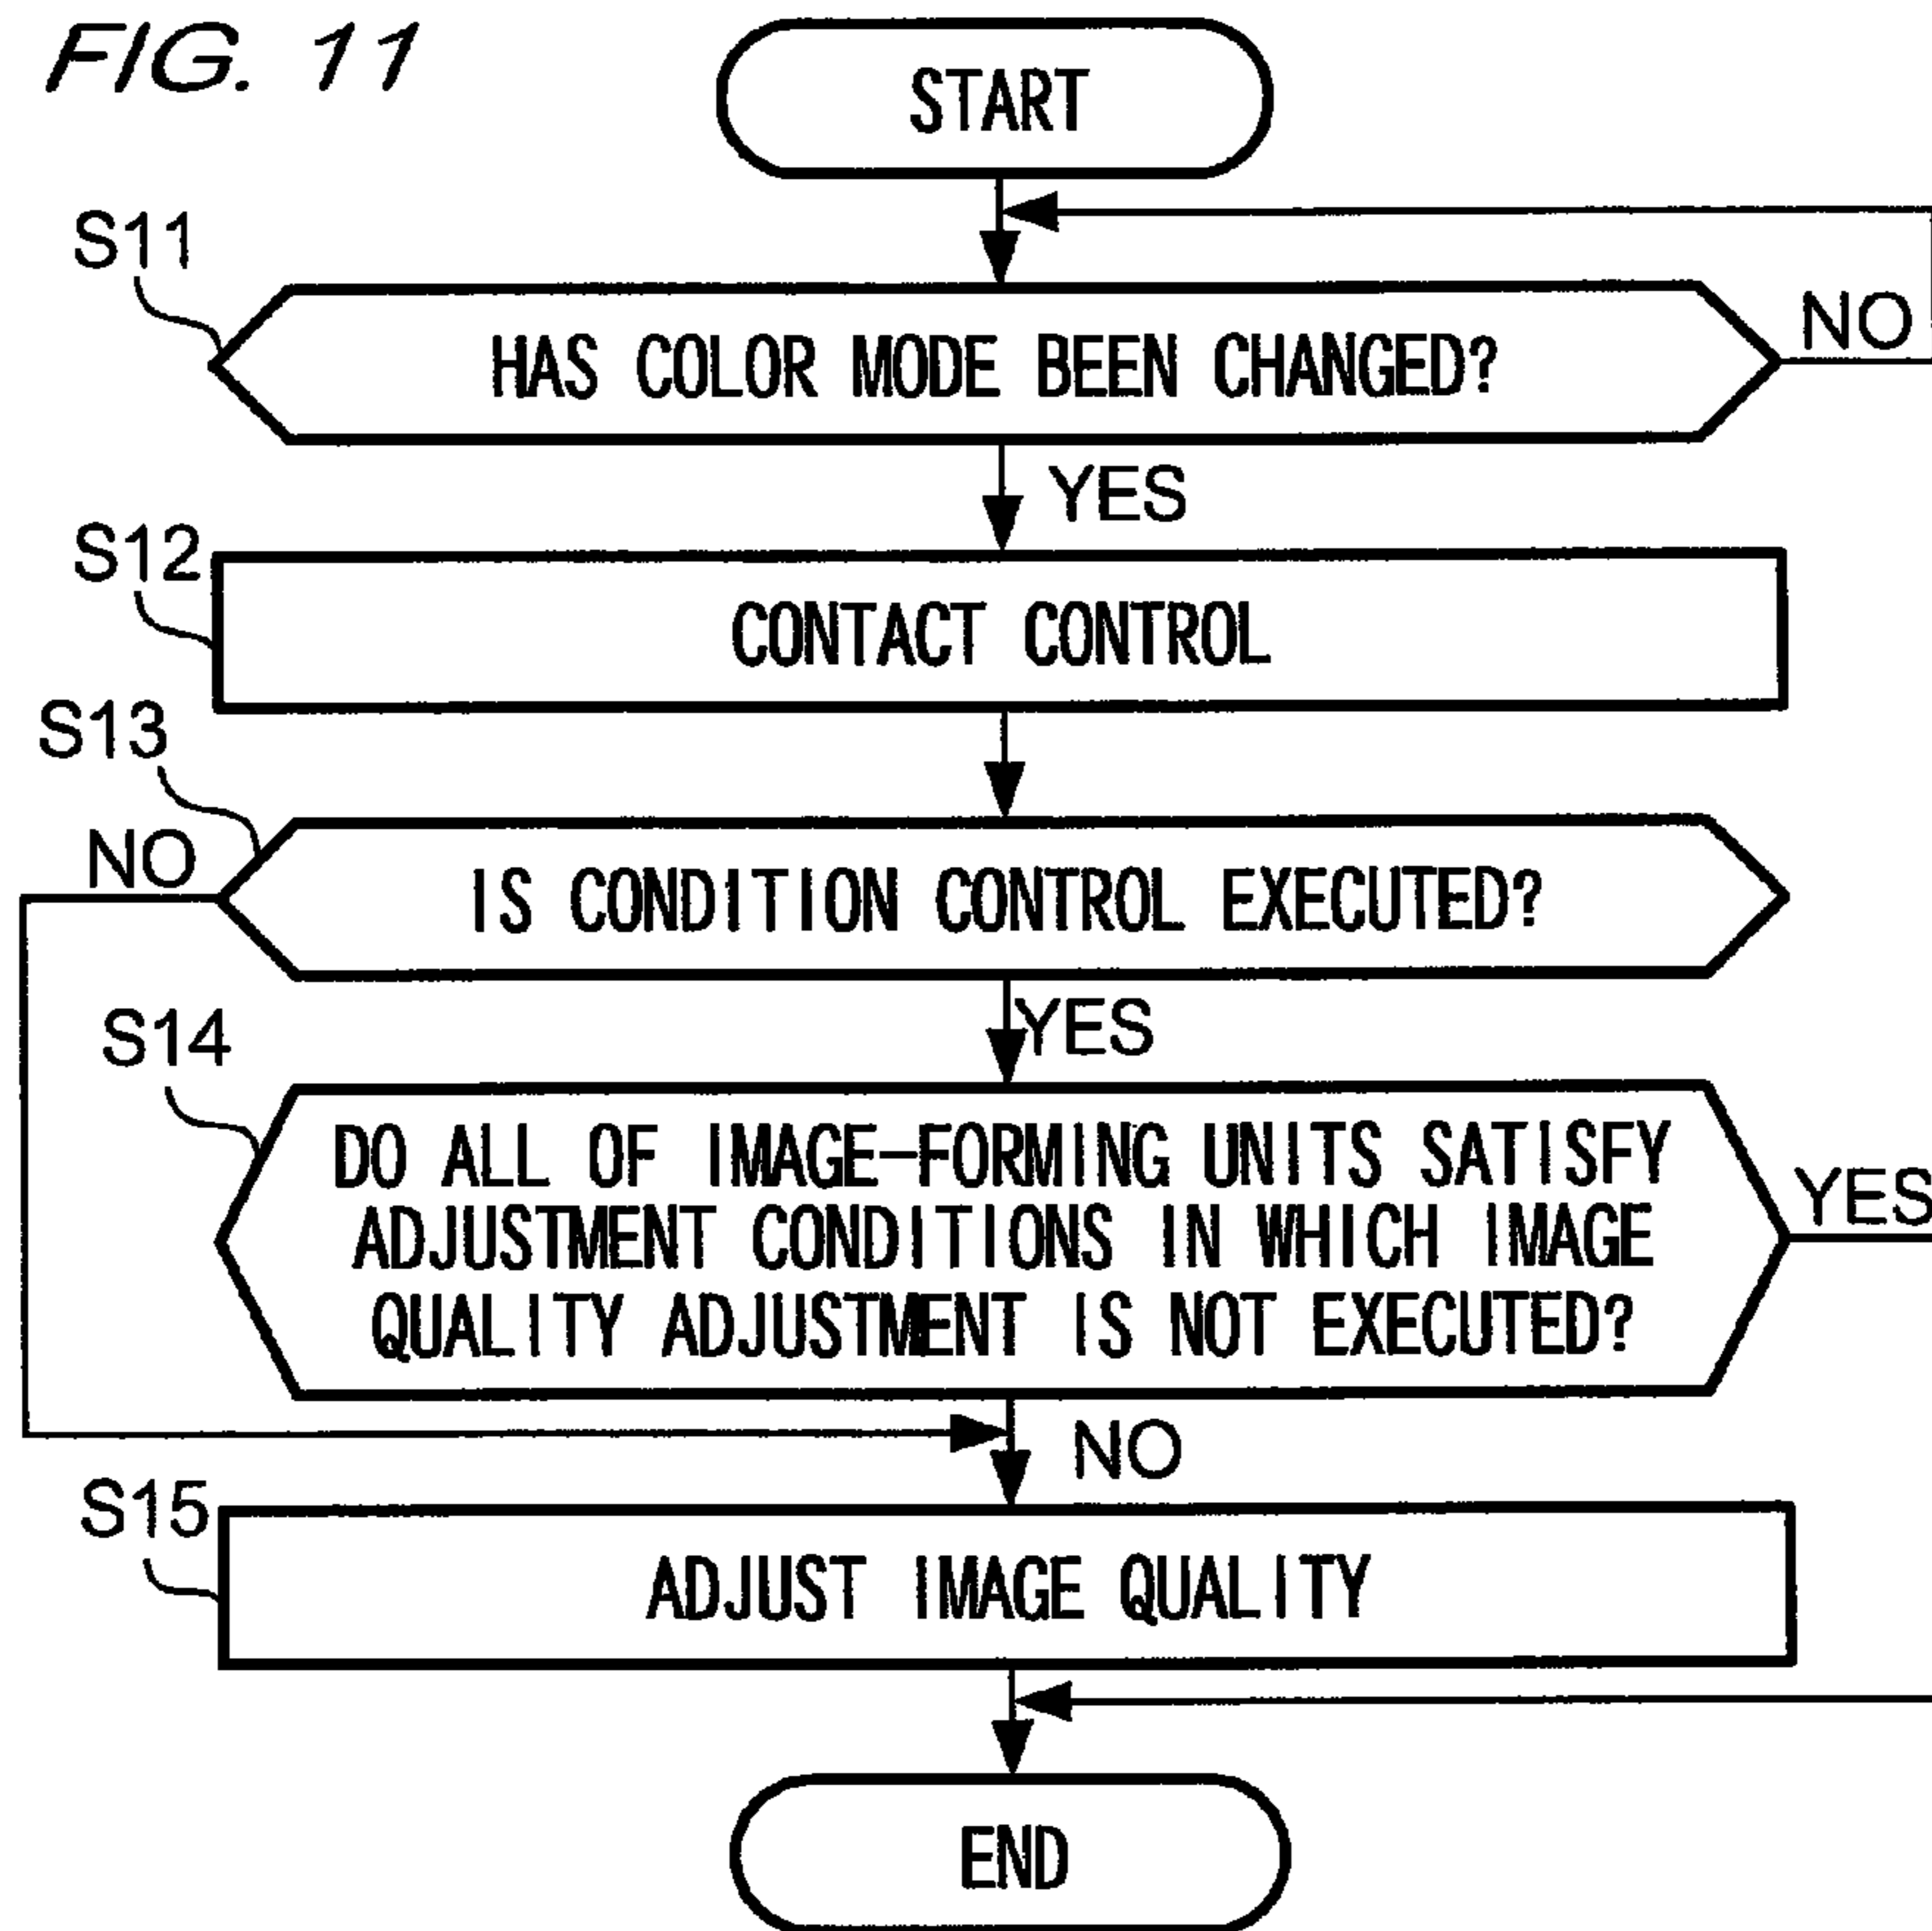 FIG. 11
START
S11
HAS COLOR MODE BEEN CHANGED?
NO
YES
S12
CONTACT CONTROL
S13
NO
IS CONDITION CONTROL EXECUTED?
YES
S14
DO ALL OF IMAGE-FORMING UNITS SATISFY
ADJUSTMENT CONDITIONS IN WHICH IMAGE
QUALITY ADJUSTMENT IS NOT EXECUTED?
YES
NO
S15
ADJUST IMAGE QUALITY
END